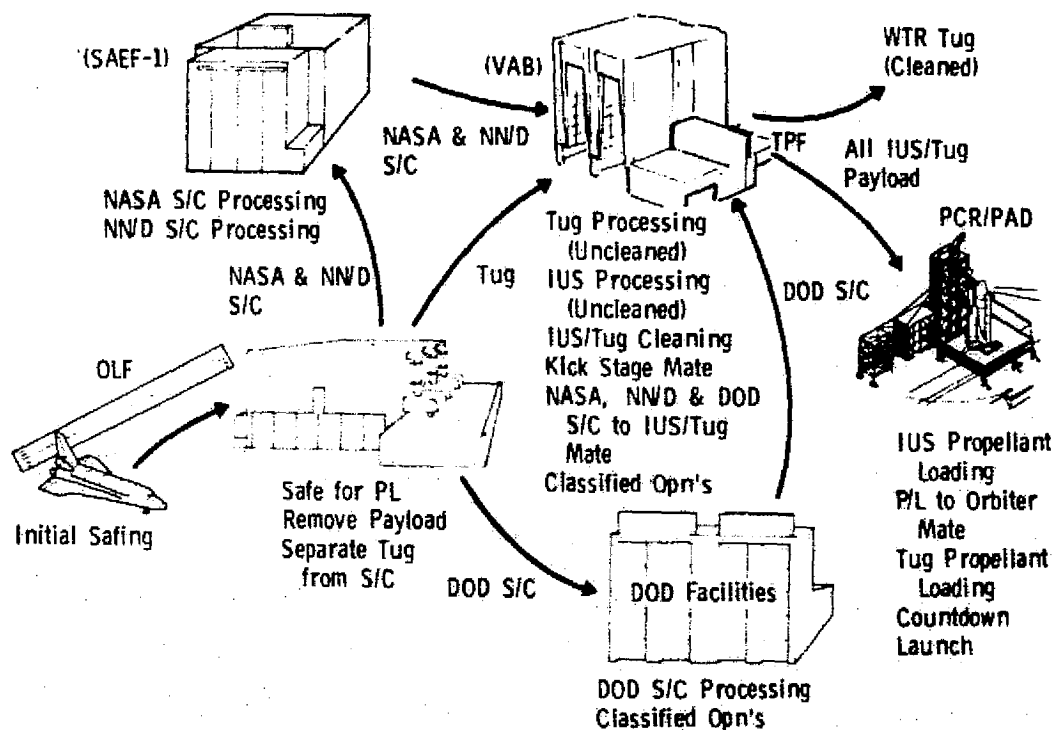 (SAEF-1)
NASA S/C Processing
NN/D S/C Processing
(VAB)
NASA & NN/D
S/C
WTR Tug
(Cleaned)
TPF
All IUS/Tug
Payload
PCR/PAD
NASA & NN/D
S/C
Tug
Tug Processing
(Uncleaned)
IUS Processing
(Uncleaned)
IUS/Tug Cleaning
Kick Stage Mate
NASA, NN/D & DOD
S/C to IUS/Tug
Mate
Classified Opn's
DOD S/C
OLF
Initial Safing
Safe for PL
Remove Payload
Separate Tug
from S/C
DOD S/C
DOD Facilities
DOD S/C Processing
Classified Opn's
IUS Propellant
Loading
P/L to Orbiter
Mate
Tug Propellant
Loading
Countdown
Launch